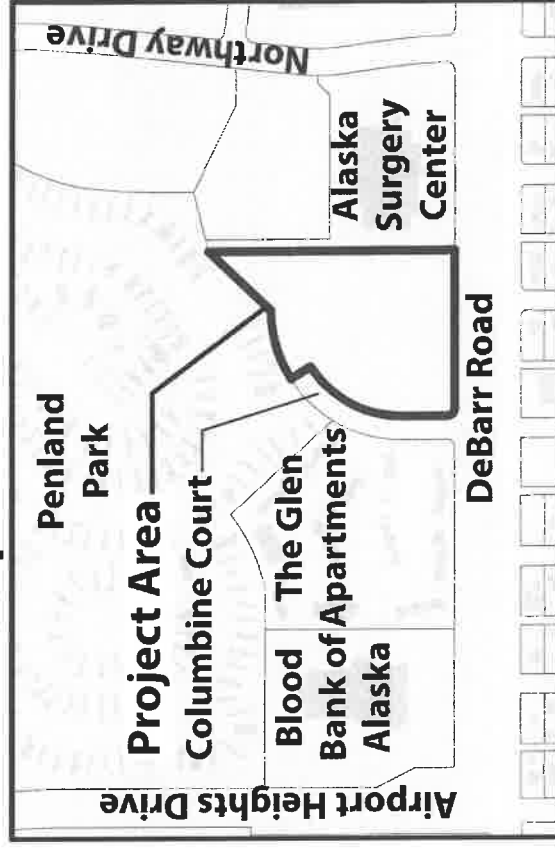 Penland
Park
Northway Drive
Project Area
Columbine Court
Airport Heights Drive
Blood
Bank of
Alaska
The Glen
Apartments
Alaska
Surgery
Center
DeBarr Road